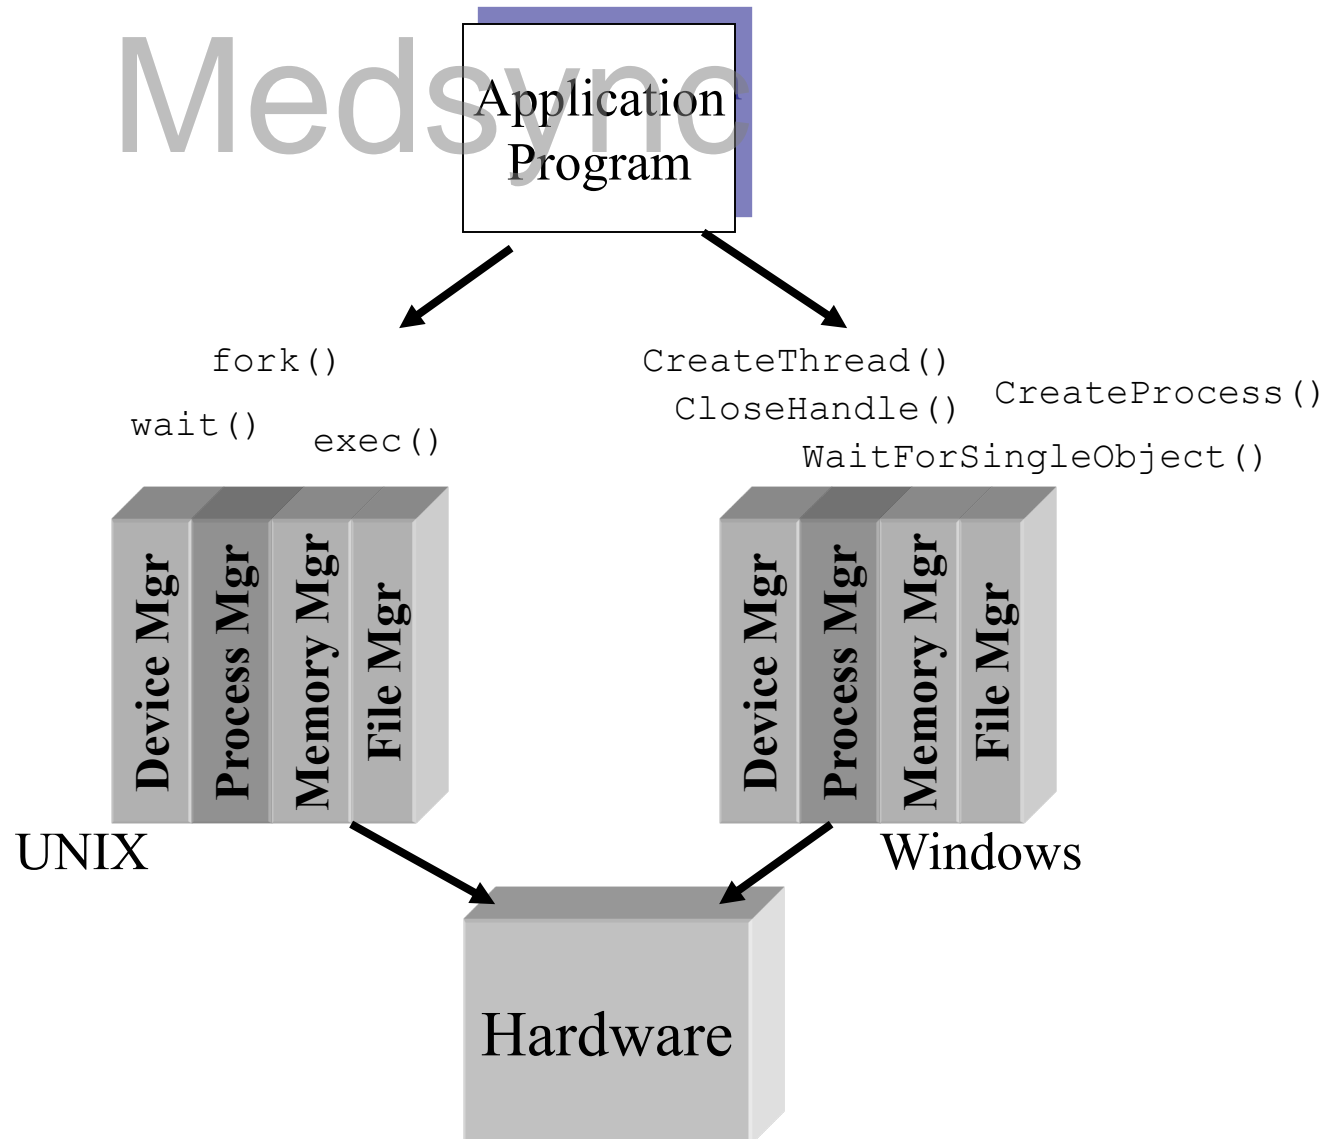 Medsync
Application
Program
fork()
wait()
exec()
CreateThread()
CreateProcess()
CloseHandle()
WaitForSingleObject()
Device Mgr
Process Mgr
Memory Mgr
File Mgr
Device Mgr
Process Mgr
Memory Mgr
File Mgr
UNIX
Windows
Hardware